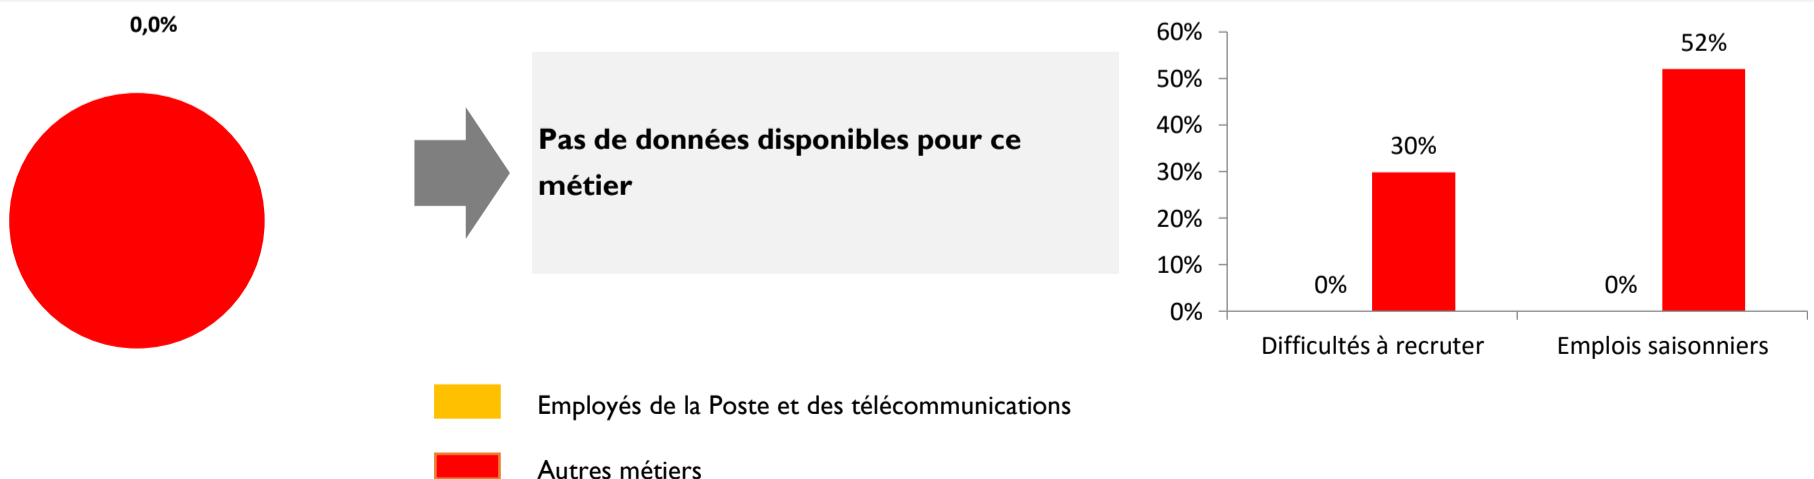 0,0%
Pas de données disponibles pour ce
métier
60%
50%
40%
30%
20%
10%
0%
0%
30%
0%
52%
Difficultés à recruter
Emplois saisonniers
Employés de la Poste et des télécommunications
Autres métiers